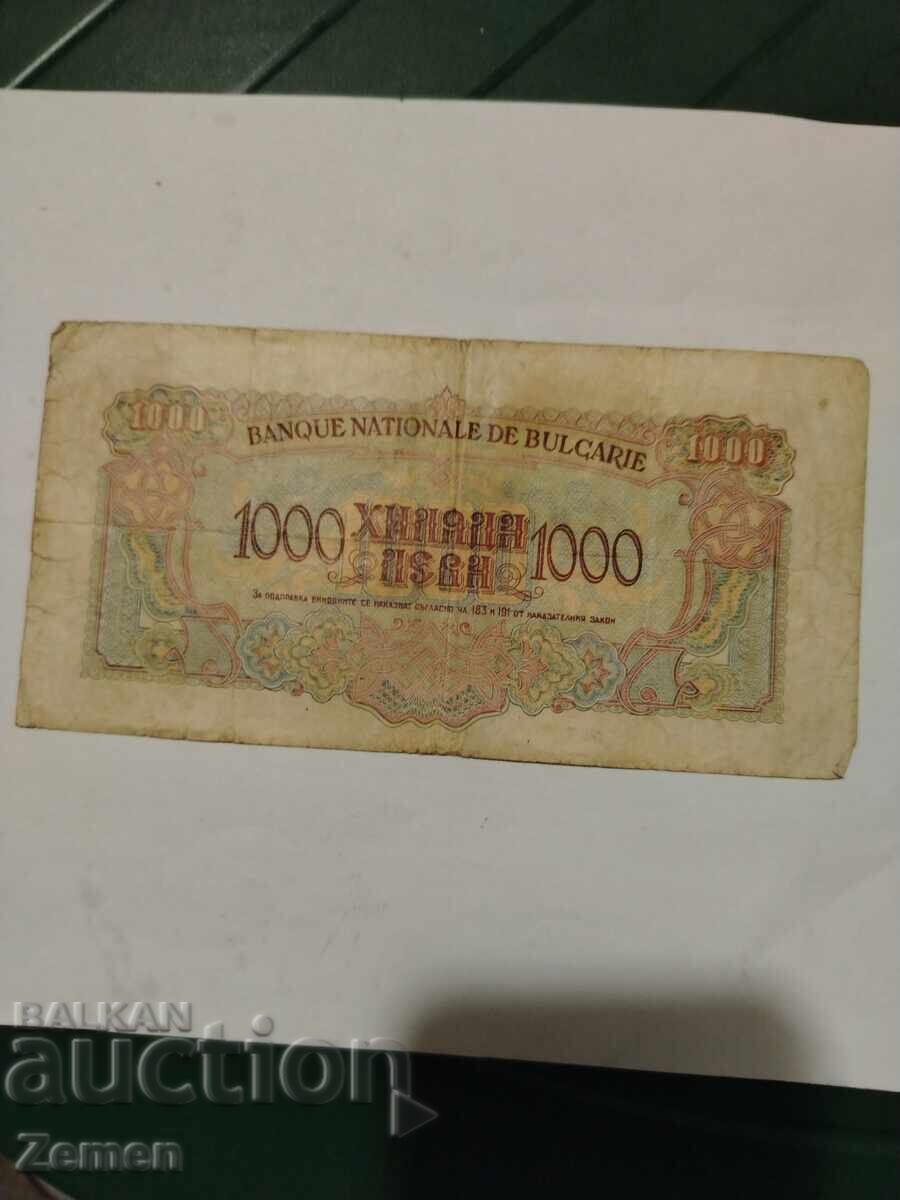 1000
1000
BANQUE NATIONALE DE BULGARIE
1000 ХИЛЯДА 1000
ЛЕВА
За подправка виновните се наказват съгласно чл. 183 и 191 от наказателния закон
BALKAN
auction
Zemen